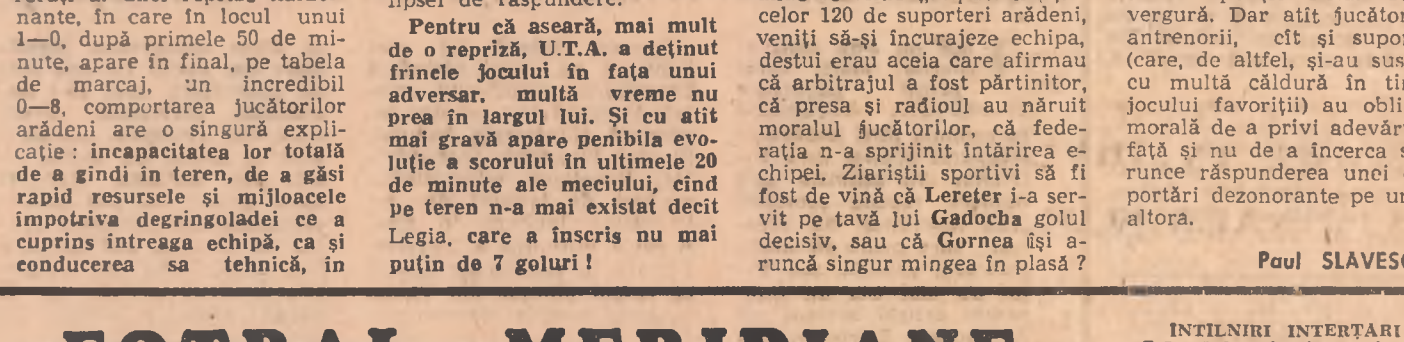 nante, în care în locul unui
1—0, după primele 50 de mi-
nute, apare în final, pe tabela
de marcaj, un incredibil
0—8, comportarea jucătorilor
arădeni are o singură expli-
cație : incapacitatea lor totală
de a gîndi în teren, de a găsi
rapid resursele și mijloacele
împotriva degringoladei ce a
cuprins întreaga echipă, ca și
conducerea sa tehnică, în
lipsei de răspundere.
Pentru că aseară, mai mult
de o repriză, U.T.A. a deținut
frînele jocului în fața unui
adversar, multă vreme nu
prea în largul lui. Și cu atît
mai gravă apare penibila evo-
luție a scorului în ultimele 20
de minute ale meciului, cînd
pe teren n-a mai existat decît
Legia, care a înscris nu mai
puțin de 7 goluri !
celor 120 de suporteri arădeni,
veniți să-și încurajeze echipa,
destui erau aceia care afirmau
că arbitrajul a fost părtinitor,
că presa și radioul au năruit
moralul jucătorilor, că fede-
rația n-a sprijinit întărirea e-
chipei. Ziariștii sportivi să fi
fost de vină că Lereter i-a ser-
vit pe tavă lui Gadocha golul
decisiv, sau că Gornea își a-
runcă singur mingea în plasă ?
vergură. Dar atît jucător
antrenorii, cît și supor
(care, de altfel, și-au sus
cu multă căldură în tim
jocului favoriții) au obli
morală de a privi adevăr
față și nu de a încerca s
runce răspunderea unei
portări dezonorante pe u
altora.
Paul SLAVESC
FOTBAL MERIDIANE
INTÎLNIRI INTERȚĂRI